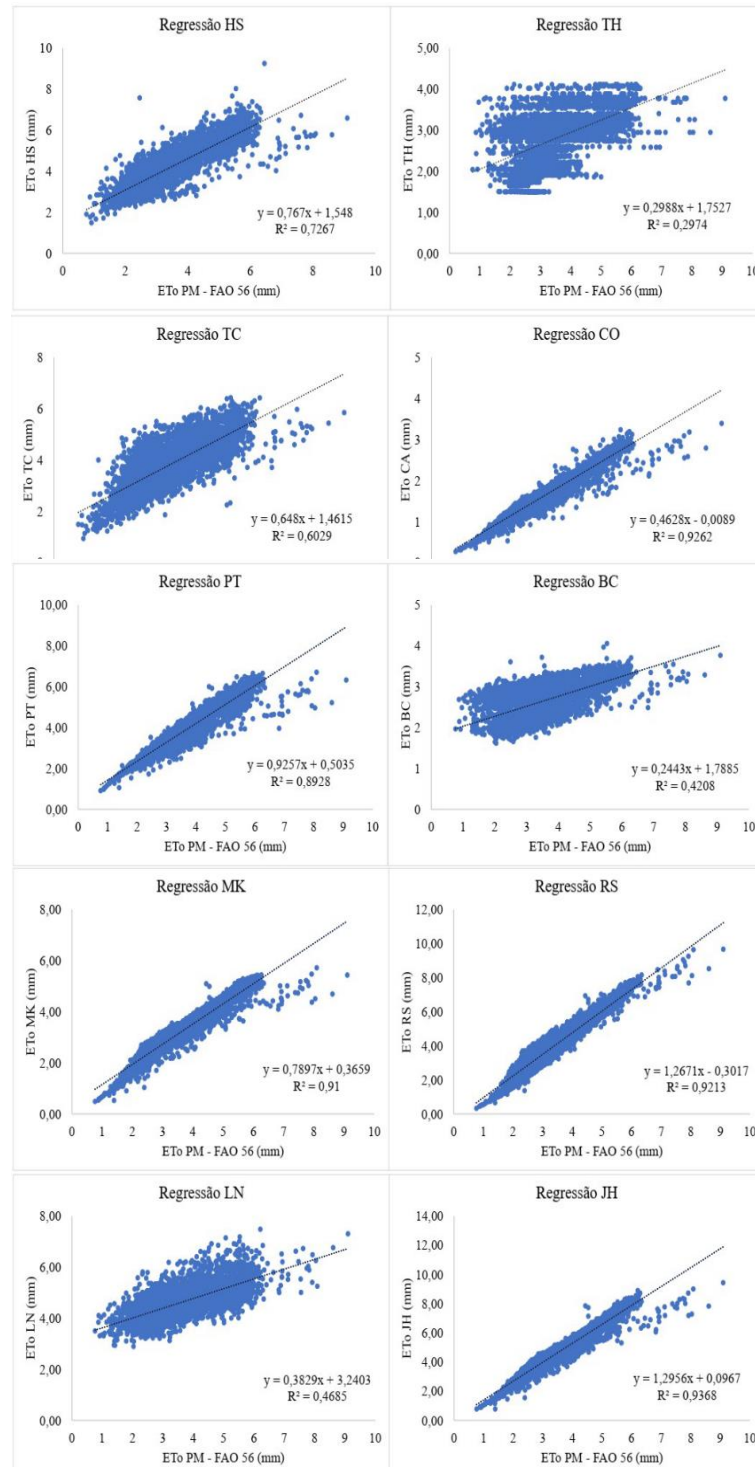 Regressão HS
10
8
6
4
2
0
ETo HS (mm)
y = 0,767x + 1,548
R² = 0,7267
0 2 4 6 8 10
ETo PM - FAO 56 (mm)
Regressão TH
5,00
4,00
3,00
2,00
1,00
0,00
ETo TH (mm)
y = 0,2988x + 1,7527
R² = 0,2974
0 1 2 3 4 5 6 7 8 9 10
ETo PM - FAO 56 (mm)
Regressão TC
8
6
4
2
ETo TC (mm)
y = 0,648x + 1,4615
R² = 0,6029
Regressão CO
5
4
3
2
1
ETo CA (mm)
y = 0,4628x - 0,0089
R² = 0,9262
Regressão PT
10,00
8,00
6,00
4,00
2,00
0,00
ETo PT (mm)
y = 0,9257x + 0,5035
R² = 0,8928
0 1 2 3 4 5 6 7 8 9 10
ETo PM - FAO 56 (mm)
Regressão BC
5
4
3
2
1
0
ETo BC (mm)
y = 0,2443x + 1,7885
R² = 0,4208
0 1 2 3 4 5 6 7 8 9 10
ETo PM - FAO 56 (mm)
Regressão MK
8,00
6,00
4,00
2,00
0,00
ETo MK (mm)
y = 0,7897x + 0,3659
R² = 0,91
0 1 2 3 4 5 6 7 8 9 10
ETo PM - FAO 56 (mm)
Regressão RS
12,00
10,00
8,00
6,00
4,00
2,00
0,00
ETo RS (mm)
y = 1,2671x - 0,3017
R² = 0,9213
0 1 2 3 4 5 6 7 8 9 10
ETo PM - FAO 56 (mm)
Regressão LN
8,00
6,00
4,00
2,00
0,00
ETo LN (mm)
y = 0,3829x + 3,2403
R² = 0,4685
0 1 2 3 4 5 6 7 8 9 10
ETo PM - FAO 56 (mm)
Regressão JH
14,00
12,00
10,00
8,00
6,00
4,00
2,00
0,00
ETo JH (mm)
y = 1,2956x + 0,0967
R² = 0,9368
0 1 2 3 4 5 6 7 8 9 10
ETo PM - FAO 56 (mm)